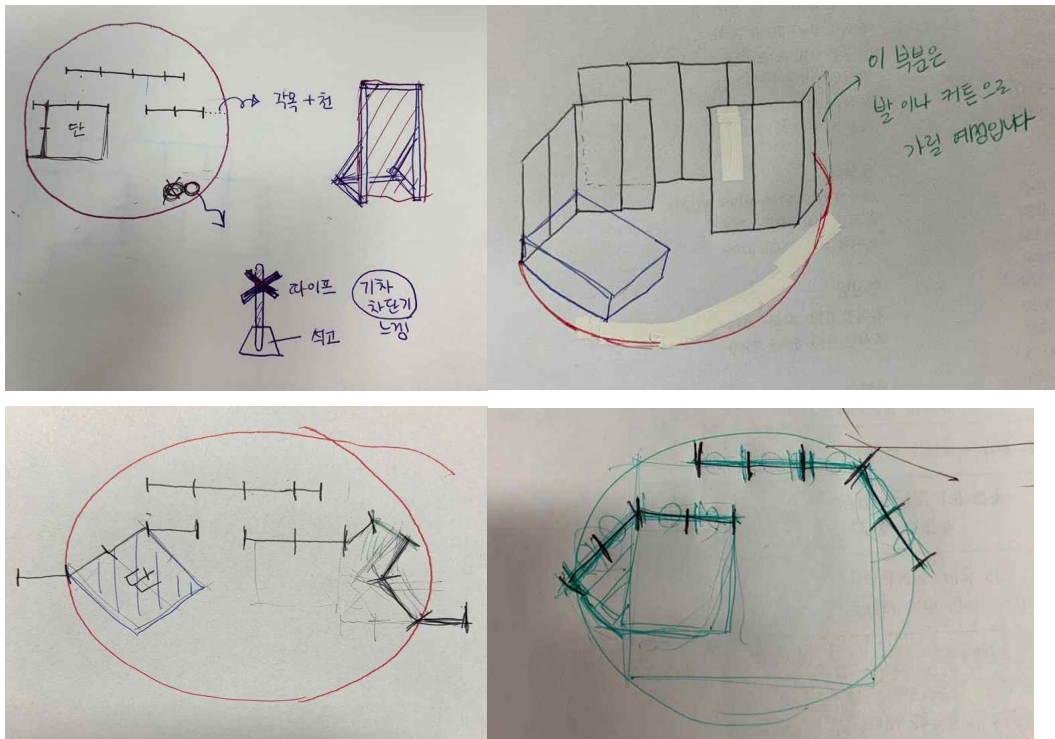 각목+천
단
파이프
기차
차단기
느낌
석고
이 부분은
발이나 커튼으로
가릴 예정입니다
단